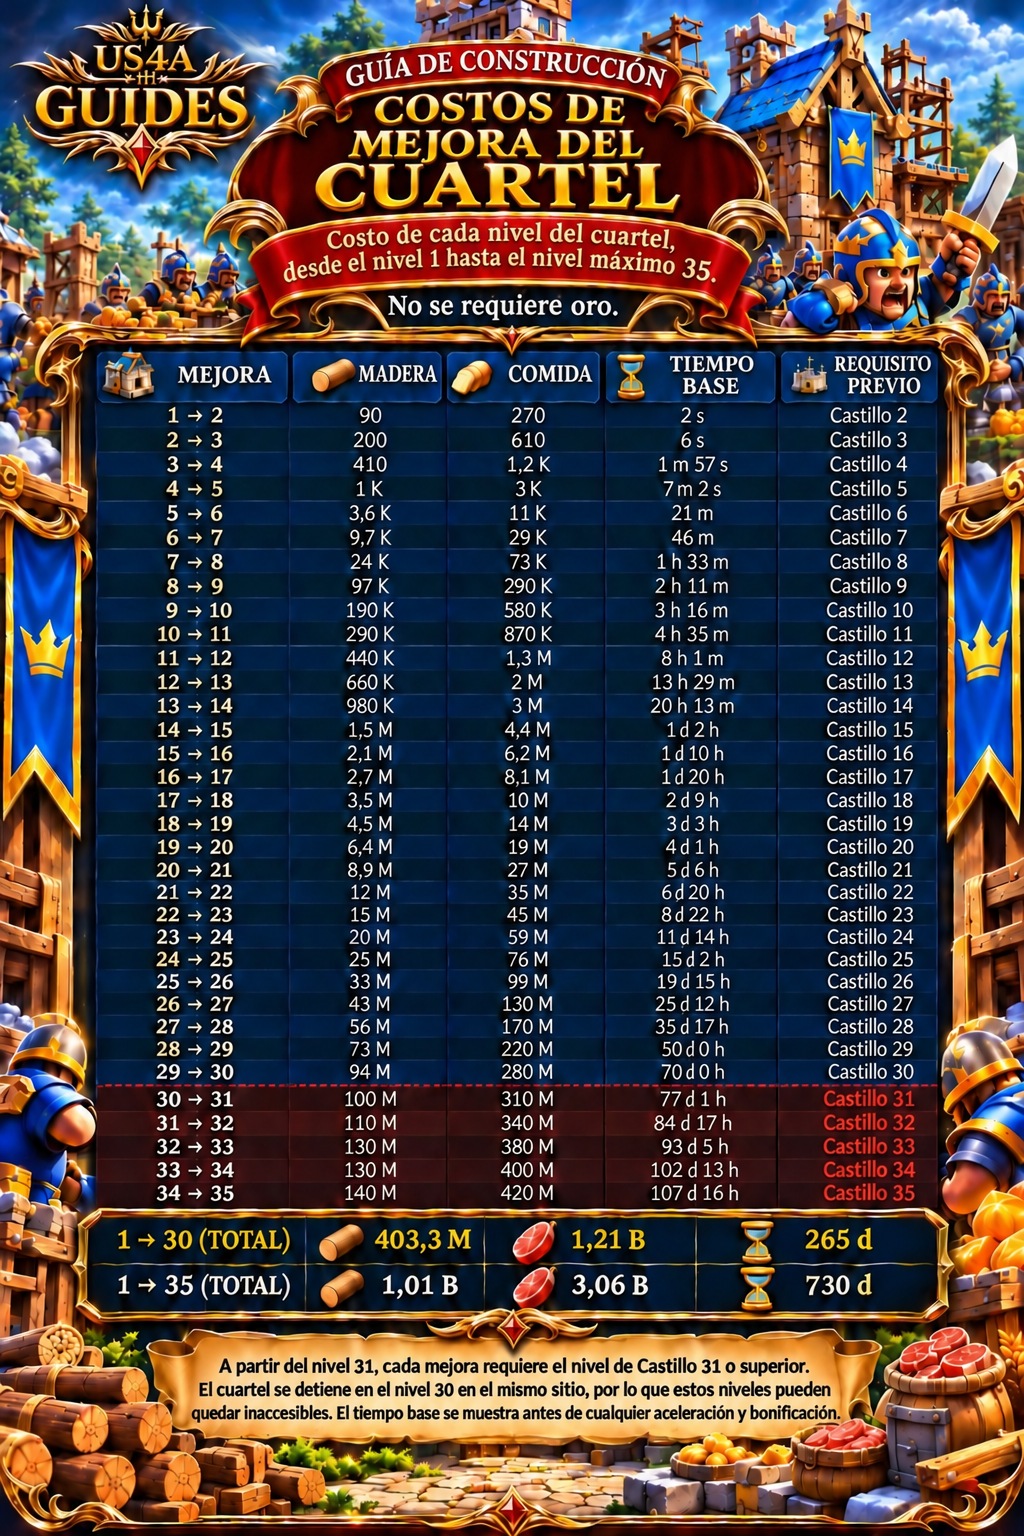 US4A
GUIDES
GUÍA DE CONSTRUCCIÓN
COSTOS DE
MEJORA DEL
CUARTEL
Costo de cada nivel del cuartel,
desde el nivel 1 hasta el nivel máximo 35.
No se requiere oro.
MEJORA MADERA COMIDA TIEMPO BASE REQUISITO PREVIO
1 → 2 90 270 2 s Castillo 2
2 → 3 200 610 6 s Castillo 3
3 → 4 410 1,2 K 1 m 57 s Castillo 4
4 → 5 1 K 3 K 7 m 2 s Castillo 5
5 → 6 3,6 K 11 K 21 m Castillo 6
6 → 7 9,7 K 29 K 46 m Castillo 7
7 → 8 24 K 73 K 1 h 33 m Castillo 8
8 → 9 97 K 290 K 2 h 11 m Castillo 9
9 → 10 190 K 580 K 3 h 16 m Castillo 10
10 → 11 290 K 870 K 4 h 35 m Castillo 11
11 → 12 440 K 1,3 M 8 h 1 m Castillo 12
12 → 13 660 K 2 M 13 h 29 m Castillo 13
13 → 14 980 K 3 M 20 h 13 m Castillo 14
14 → 15 1,5 M 4,4 M 1 d 2 h Castillo 15
15 → 16 2,1 M 6,2 M 1 d 10 h Castillo 16
16 → 17 2,7 M 8,1 M 1 d 20 h Castillo 17
17 → 18 3,5 M 10 M 2 d 9 h Castillo 18
18 → 19 4,5 M 14 M 3 d 3 h Castillo 19
19 → 20 6,4 M 19 M 4 d 1 h Castillo 20
20 → 21 8,9 M 27 M 5 d 6 h Castillo 21
21 → 22 12 M 35 M 6 d 20 h Castillo 22
22 → 23 15 M 45 M 8 d 22 h Castillo 23
23 → 24 20 M 59 M 11 d 14 h Castillo 24
24 → 25 25 M 76 M 15 d 2 h Castillo 25
25 → 26 33 M 99 M 19 d 15 h Castillo 26
26 → 27 43 M 130 M 25 d 12 h Castillo 27
27 → 28 56 M 170 M 35 d 17 h Castillo 28
28 → 29 73 M 220 M 50 d 0 h Castillo 29
29 → 30 94 M 280 M 70 d 0 h Castillo 30
30 → 31 100 M 310 M 77 d 1 h Castillo 31
31 → 32 110 M 340 M 84 d 17 h Castillo 32
32 → 33 130 M 380 M 93 d 5 h Castillo 33
33 → 34 130 M 400 M 102 d 13 h Castillo 34
34 → 35 140 M 420 M 107 d 16 h Castillo 35
1 → 30 (TOTAL) 403,3 M 1,21 B 265 d
1 → 35 (TOTAL) 1,01 B 3,06 B 730 d
A partir del nivel 31, cada mejora requiere el nivel de Castillo 31 o superior.
El cuartel se detiene en el nivel 30 en el mismo sitio, por lo que estos niveles pueden
quedar inaccesibles. El tiempo base se muestra antes de cualquier aceleración y bonificación.